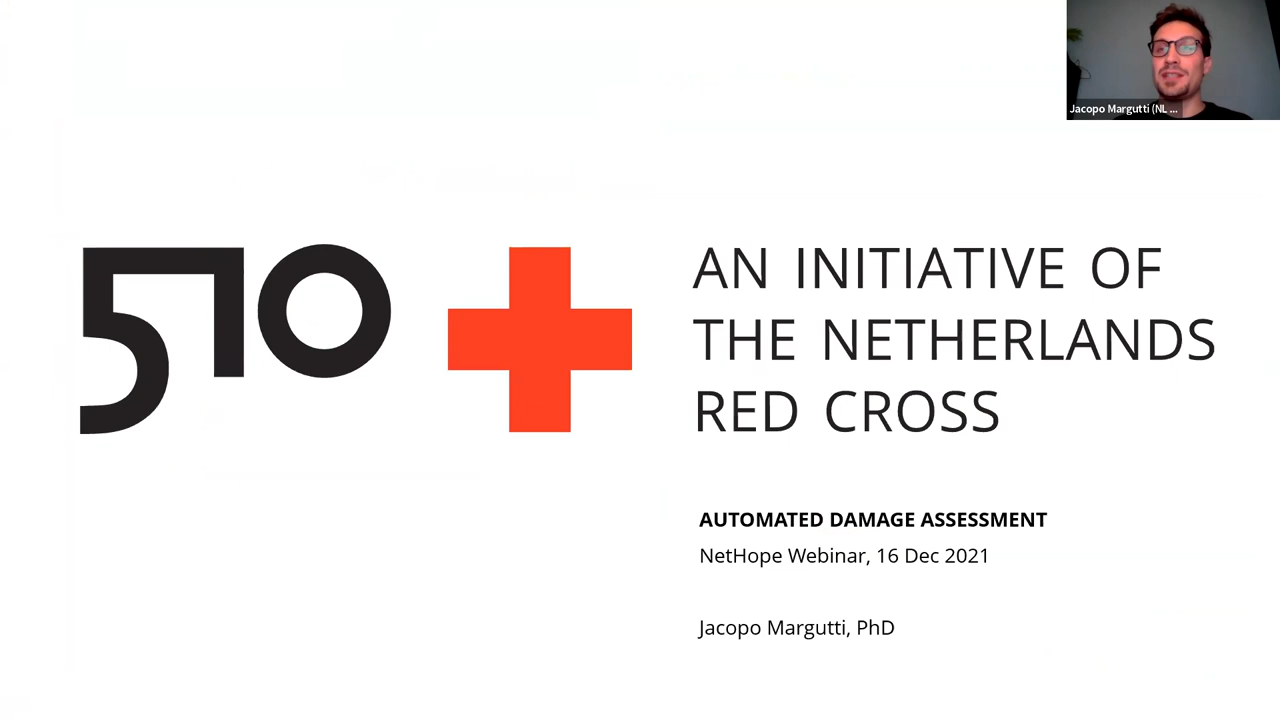 Jacopo Margutti (NL ...
510
AN INITIATIVE OF
THE NETHERLANDS
RED CROSS
AUTOMATED DAMAGE ASSESSMENT
NetHope Webinar, 16 Dec 2021
Jacopo Margutti, PhD